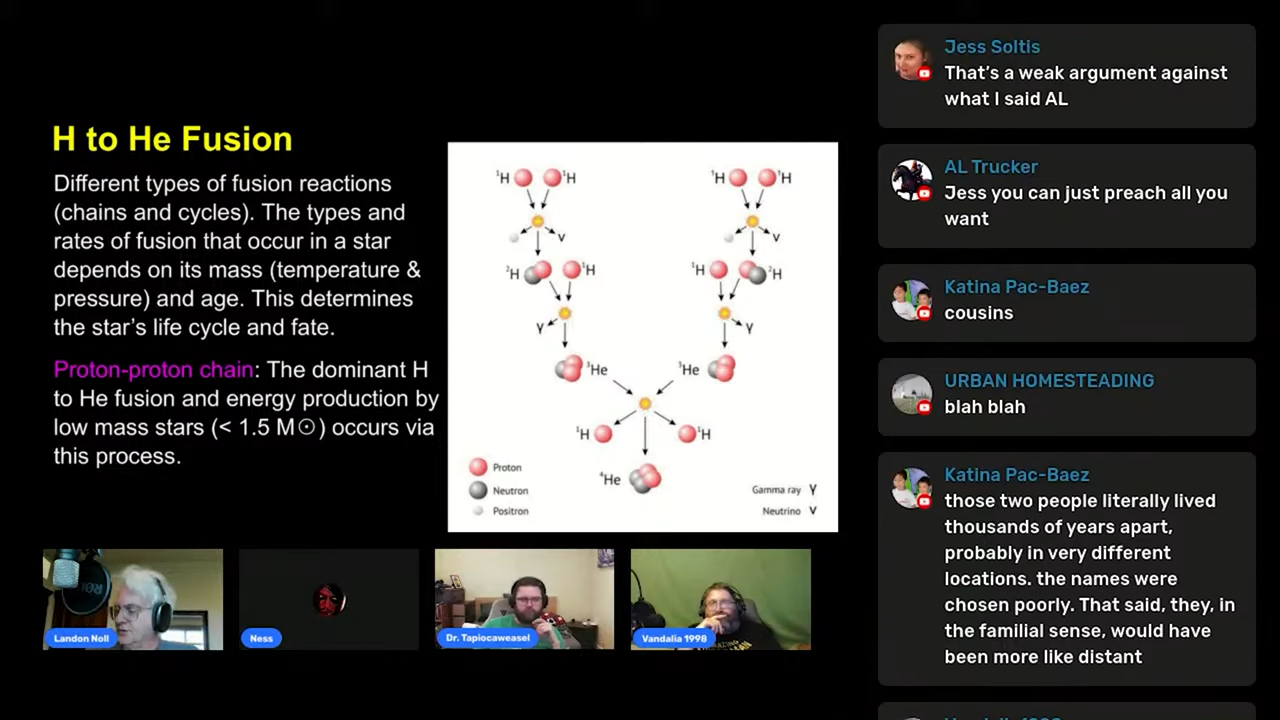 H to He Fusion
Different types of fusion reactions
(chains and cycles). The types and
rates of fusion that occur in a star
depends on its mass (temperature &
pressure) and age. This determines
the star's life cycle and fate.
Proton-proton chain: The dominant H
to He fusion and energy production by
low mass stars (< 1.5 M☉) occurs via
this process.
¹H ¹H ¹H ¹H
ν ν
²H ¹H ¹H ²H
γ γ
³He ³He
¹H ¹H
⁴He
Proton
Neutron
Positron
Gamma ray γ
Neutrino ν
Landon Noll
Ness
Dr. Tapiocaweasel
Vandalia 1998
Jess Soltis
That's a weak argument against
what I said AL
AL Trucker
Jess you can just preach all you
want
Katina Pac-Baez
cousins
URBAN HOMESTEADING
blah blah
Katina Pac-Baez
those two people literally lived
thousands of years apart,
probably in very different
locations. the names were
chosen poorly. That said, they, in
the familial sense, would have
been more like distant